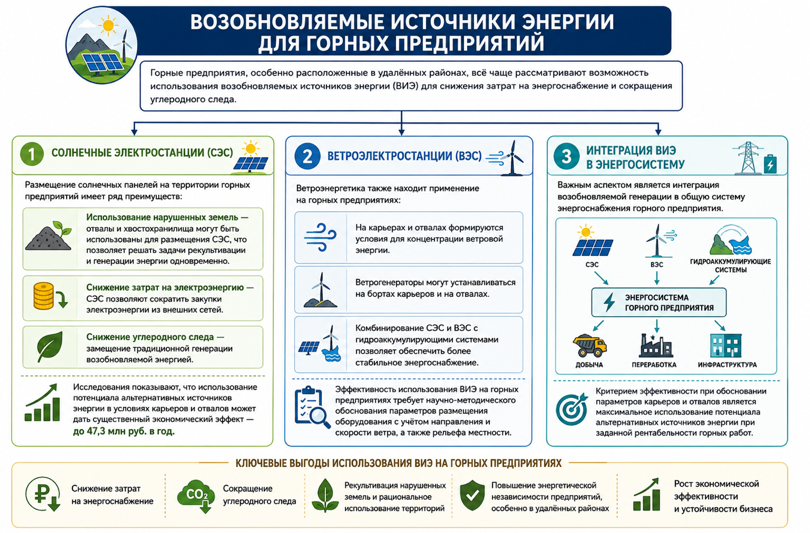 ВОЗОБНОВЛЯЕМЫЕ ИСТОЧНИКИ ЭНЕРГИИ
ДЛЯ ГОРНЫХ ПРЕДПРИЯТИЙ
Горные предприятия, особенно расположенные в удалённых районах, всё чаще рассматривают возможность
использования возобновляемых источников энергии (ВИЭ) для снижения затрат на энергоснабжение и сокращения
углеродного следа.
1
СОЛНЕЧНЫЕ ЭЛЕКТРОСТАНЦИИ (СЭС)
Размещение солнечных панелей на территории горных
предприятий имеет ряд преимуществ:
Использование нарушенных земель —
отвалы и хвостохранилища могут быть
использованы для размещения СЭС, что
позволяет решать задачи рекультивации
и генерации энергии одновременно.
Снижение затрат на электроэнергию —
СЭС позволяют сократить закупки
электроэнергии из внешних сетей.
Снижение углеродного следа —
замещение традиционной генерации
возобновляемой энергией.
Исследования показывают, что использование
потенциала альтернативных источников
энергии в условиях карьеров и отвалов может
дать существенный экономический эффект —
до 47,3 млн руб. в год.
2
ВЕТРОЭЛЕКТРОСТАНЦИИ (ВЭС)
Ветроэнергетика также находит применение
на горных предприятиях:
На карьерах и отвалах формируются
условия для концентрации ветровой
энергии.
Ветрогенераторы могут устанавливаться
на бортах карьеров и на отвалах.
Комбинирование СЭС и ВЭС с
гидроаккумулирующими системами
позволяет обеспечить более
стабильное энергоснабжение.
Эффективность использования ВИЭ на горных
предприятиях требует научно-методического
обоснования параметров размещения
оборудования с учётом направления и
скорости ветра, а также рельефа местности.
3
ИНТЕГРАЦИЯ ВИЭ
В ЭНЕРГОСИСТЕМУ
Важным аспектом является интеграция
возобновляемой генерации в общую систему
энергоснабжения горного предприятия.
СЭС
ВЭС
ГИДРОАККУМУЛИРУЮЩИЕ
СИСТЕМЫ
ЭНЕРГОСИСТЕМА
ГОРНОГО ПРЕДПРИЯТИЯ
ДОБЫЧА
ПЕРЕРАБОТКА
ИНФРАСТРУКТУРА
Критерием эффективности при обосновании
параметров карьеров и отвалов является
максимальное использование потенциала
альтернативных источников энергии при
заданной рентабельности горных работ.
КЛЮЧЕВЫЕ ВЫГОДЫ ИСПОЛЬЗОВАНИЯ ВИЭ НА ГОРНЫХ ПРЕДПРИЯТИЯХ
₽
Снижение затрат
на энергоснабжение
CO₂
Сокращение
углеродного следа
Рекультивация нарушенных
земель и рациональное
использование территорий
Повышение энергетической
независимости предприятий,
особенно в удалённых районах
Рост экономической
эффективности
и устойчивости бизнеса